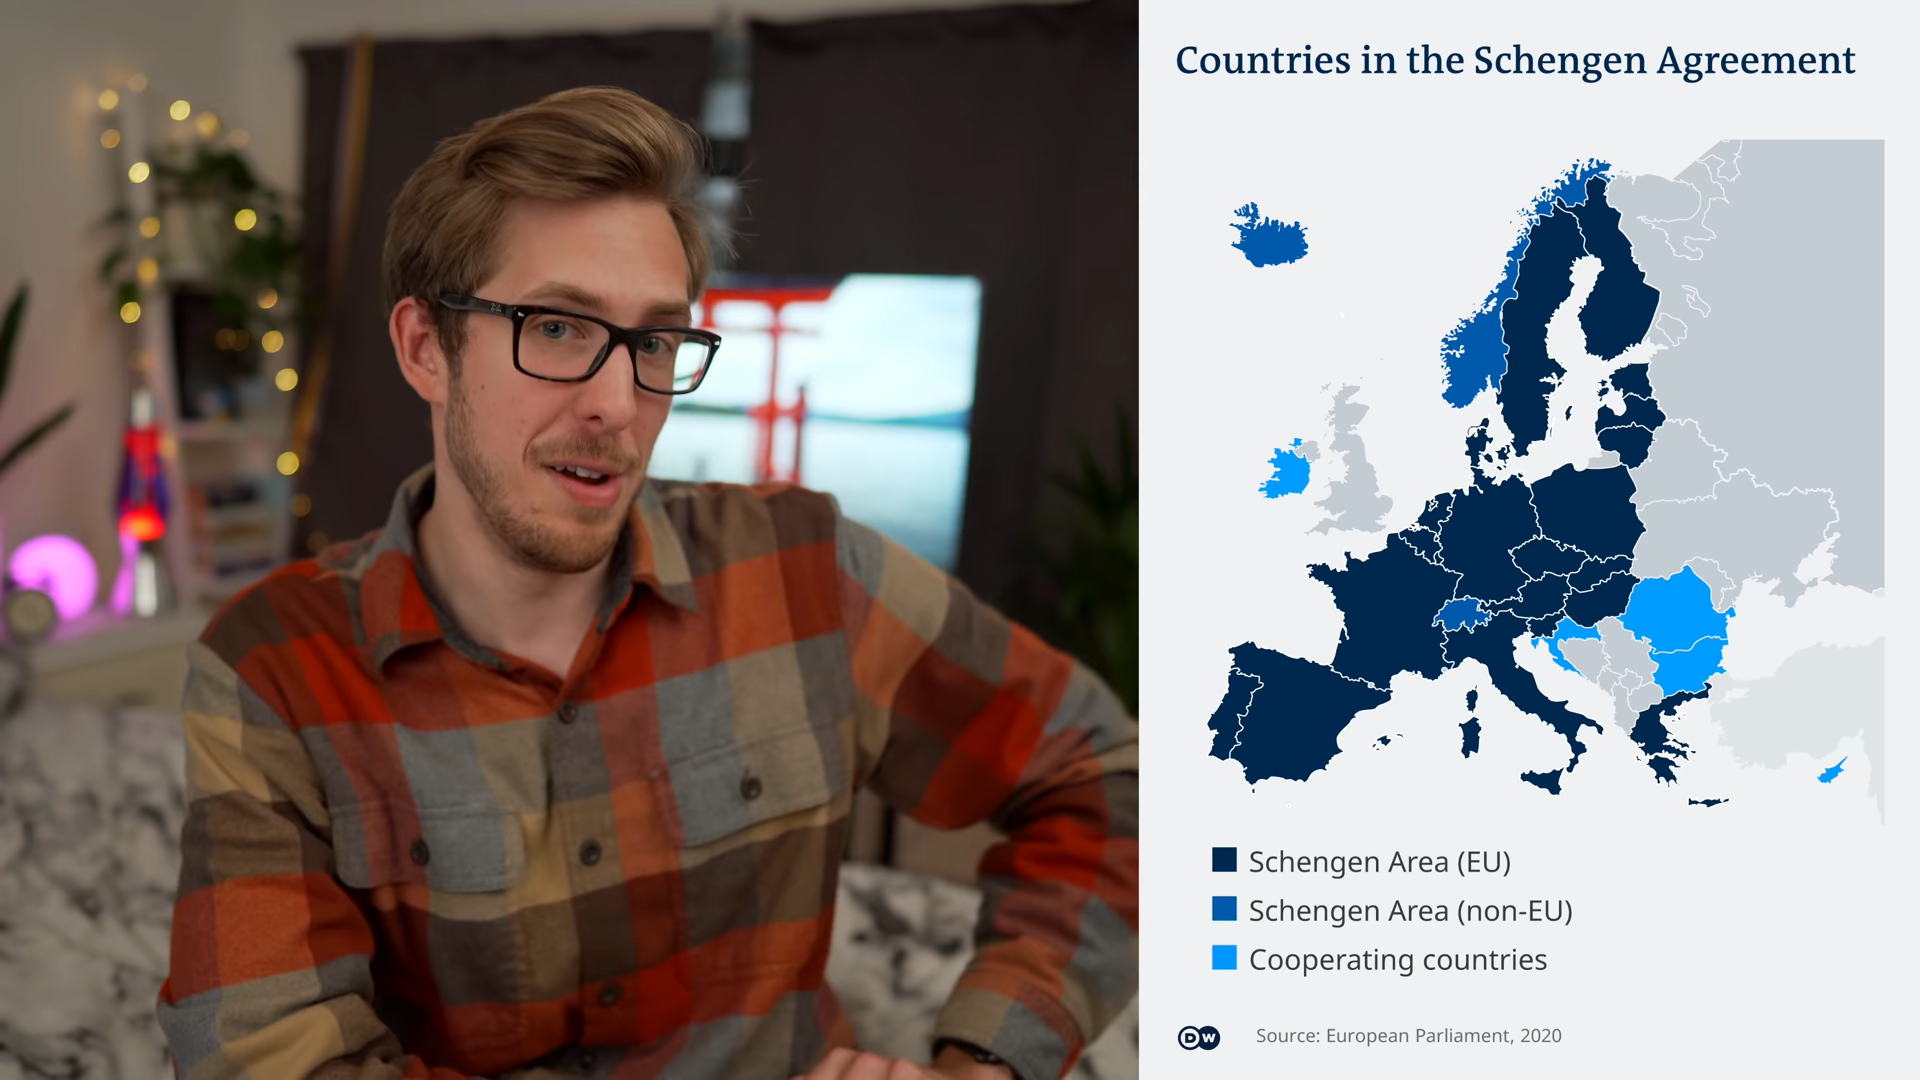 Countries in the Schengen Agreement
Schengen Area (EU)
Schengen Area (non-EU)
Cooperating countries
DW
Source: European Parliament, 2020